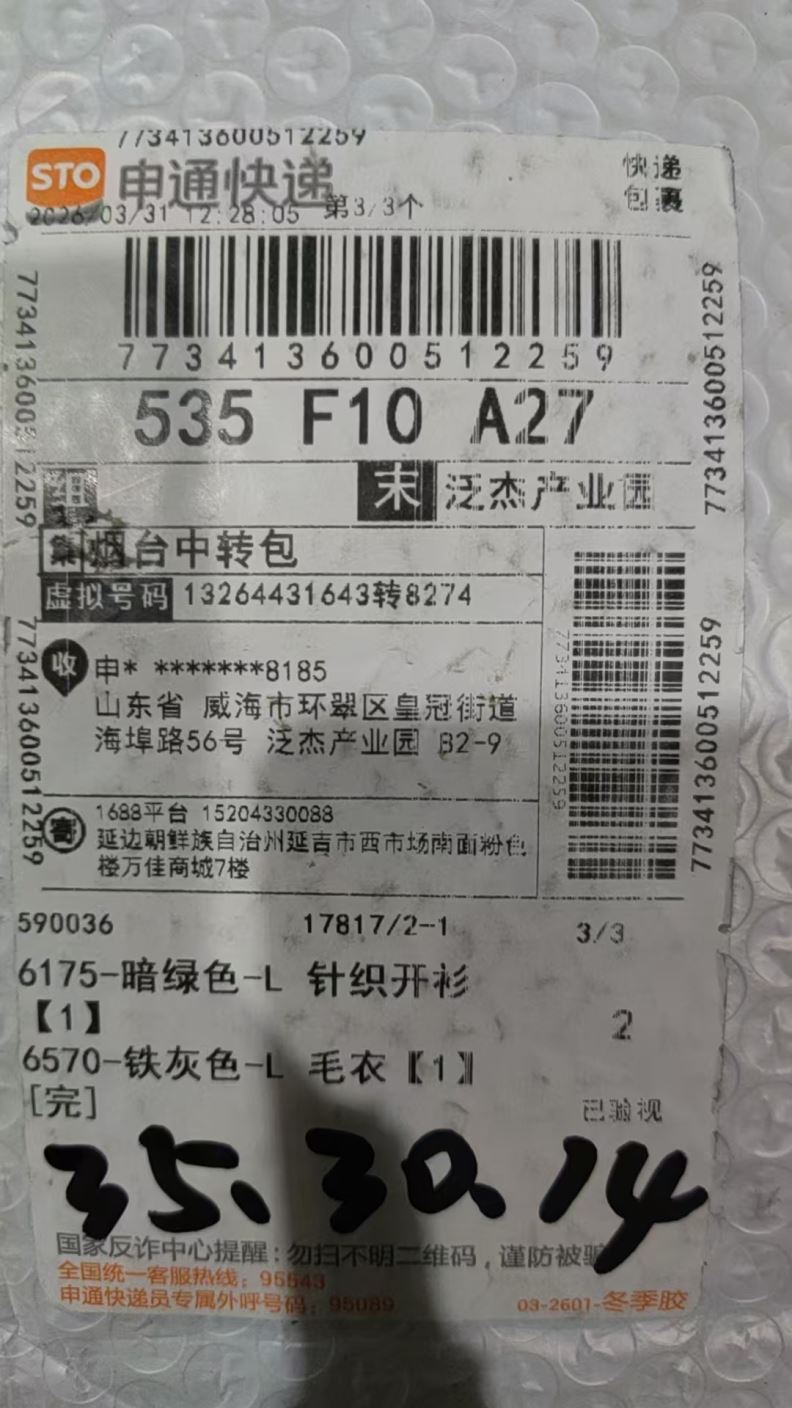 773413600512259
STO 申通快递
快递
包裹
2026/03/31 12:28:05 第3/3个
773413600512259
535 F10 A27
末 泛杰产业园
集 烟台中转包
虚拟号码 13264431643转8274
收 申* *******8185
山东省 威海市环翠区皇冠街道
海埠路56号 泛杰产业园 B2-9
寄 1688平台 15204330088
延边朝鲜族自治州延吉市西市场南面粉色
楼万佳商城7楼
773413600512259
773413600512259
773413600512259
773413600512259
773413600512259
590036 17817/2-1 3/3
6175-暗绿色-L 针织开衫
【1】
2
6570-铁灰色-L 毛衣【1】
[完]
已验视
35.30.14
国家反诈中心提醒：勿扫不明二维码，谨防被骗
全国统一客服热线：95543
申通快递员专属外呼号码：95089
03-2601-冬季胶